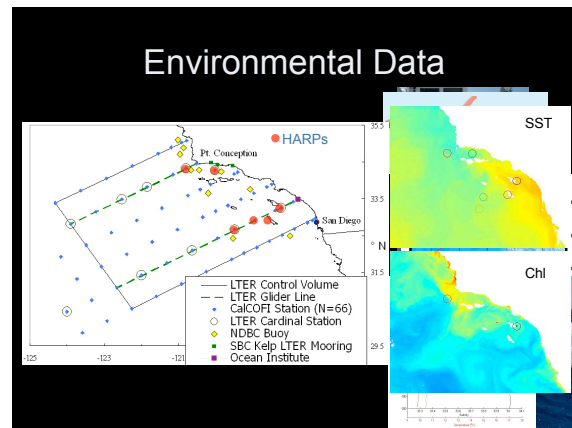 Environmental Data
HARPs
Pt. Conception
San Diego
35.5
33.5
° N
31.5
29.5
-125
-123
-121
LTER Control Volume
LTER Glider Line
CalCOFI Station (N=66)
LTER Cardinal Station
NDBC Buoy
SBC Kelp LTER Mooring
Ocean Institute
SST
Chl